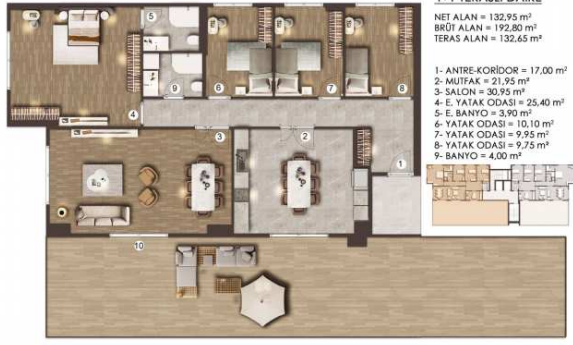 NET ALAN = 132,95 m²
BRÜT ALAN = 192,80 m²
TERAS ALAN = 132,65 m²
1- ANTRE-KORİDOR = 17,00 m²
2- MUTFAK = 21,95 m²
3- SALON = 30,95 m²
4- E. YATAK ODASI = 25,40 m²
5- E. BANYO = 3,90 m²
6- YATAK ODASI = 10,10 m²
7- YATAK ODASI = 9,95 m²
8- YATAK ODASI = 9,75 m²
9- BANYO = 4,00 m²
5
9
6
7
8
4
3
2
1
10